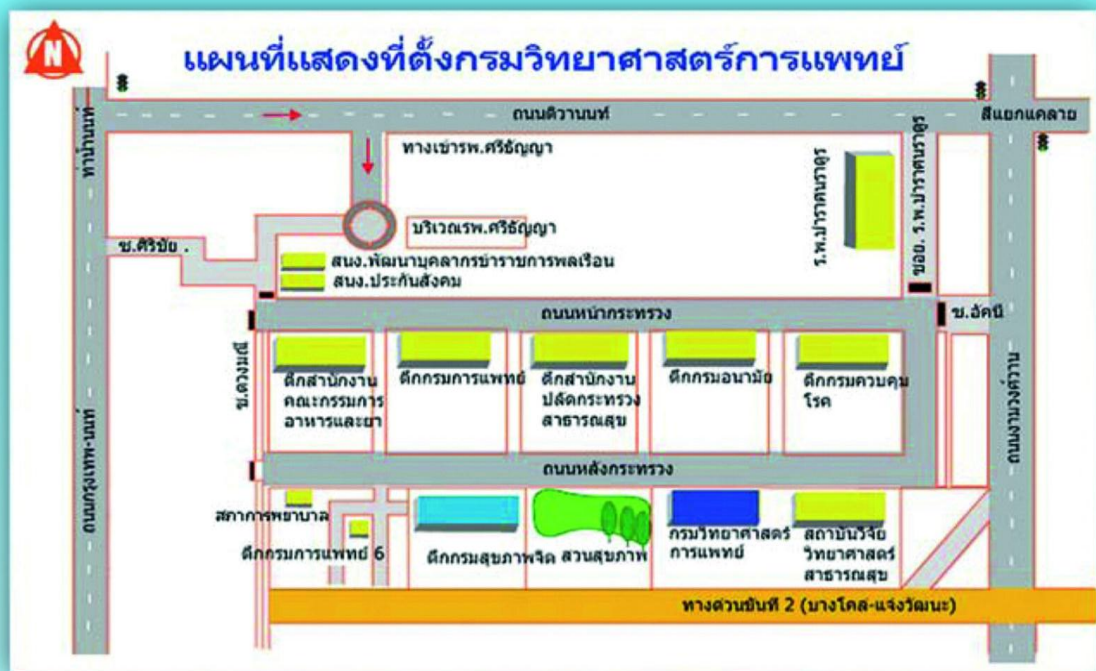 N
แผนที่แสดงที่ตั้งกรมวิทยาศาสตร์การแพทย์
ท่าน้ำนนท์
ถนนติวานนท์
สี่แยกแคลาย
ทางเข้ารพ.ศรีธัญญา
ร.พ.บำราศนราดูร
ซอย. ร.พ.บำราศนราดูร
บริเวณรพ.ศรีธัญญา
ซ.ศิริชัย .
สนง.พัฒนาบุคลากรข้าราชการพลเรือน
สนง.ประกันสังคม
ถนนหน้ากระทรวง
ซ.อัคนี
ซ.ดวงมณี
ตึกสำนักงาน
คณะกรรมการ
อาหารและยา
ตึกกรมการแพทย์
ตึกสำนักงาน
ปลัดกระทรวง
สาธารณสุข
ตึกกรมอนามัย
ตึกกรมควบคุม
โรค
ถนนงามวงศ์วาน
ถนนกรุงเทพ-นนท์
ถนนหลังกระทรวง
สภาการพยาบาล
ตึกกรมการแพทย์ 6
ตึกกรมสุขภาพจิต
สวนสุขภาพ
กรมวิทยาศาสตร์
การแพทย์
สถาบันวิจัย
วิทยาศาสตร์
สาธารณสุข
ทางด่วนขั้นที่ 2 (บางโคล่-แจ้งวัฒนะ)